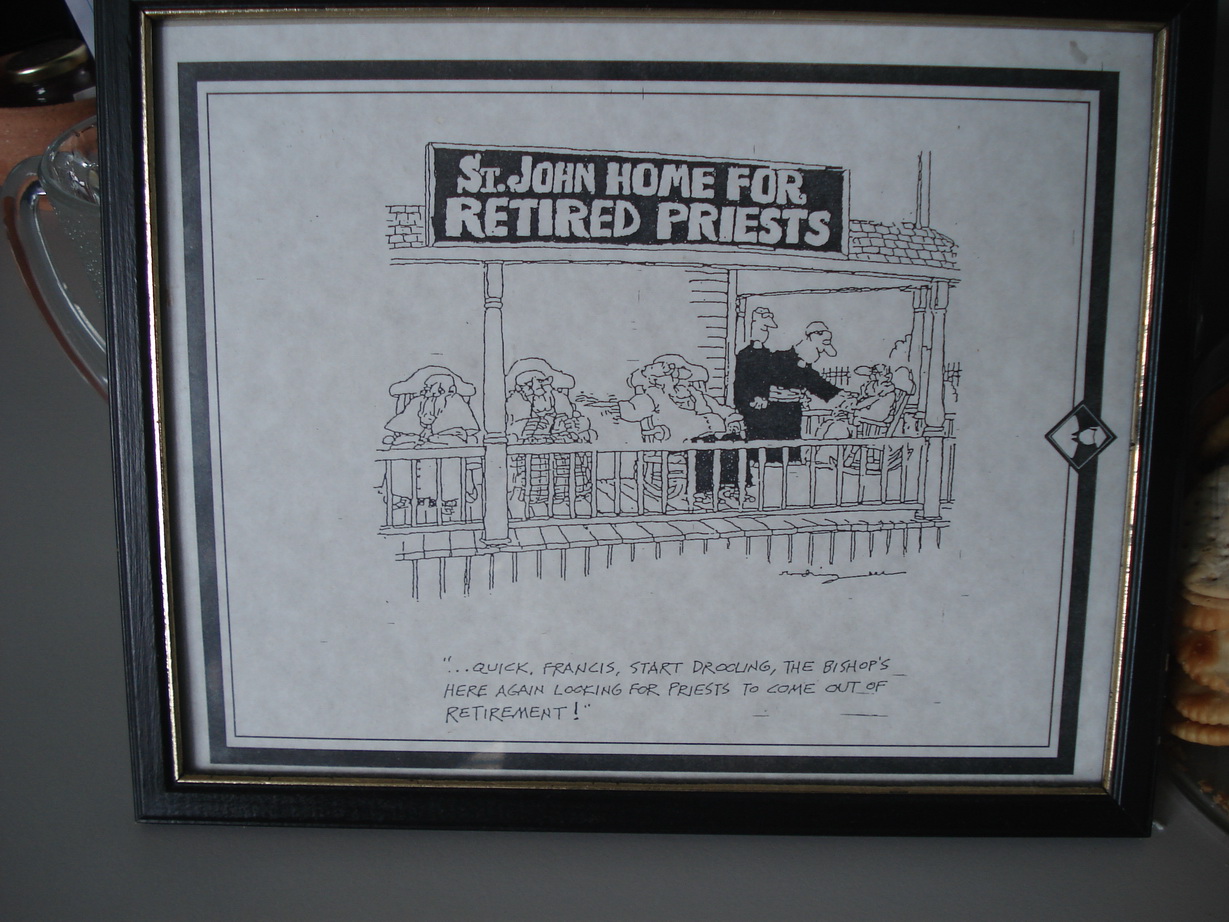 ST. JOHN HOME FOR
RETIRED PRIESTS
"...QUICK, FRANCIS, START DROOLING, THE BISHOP'S
HERE AGAIN LOOKING FOR PRIESTS TO COME OUT OF
RETIREMENT!"